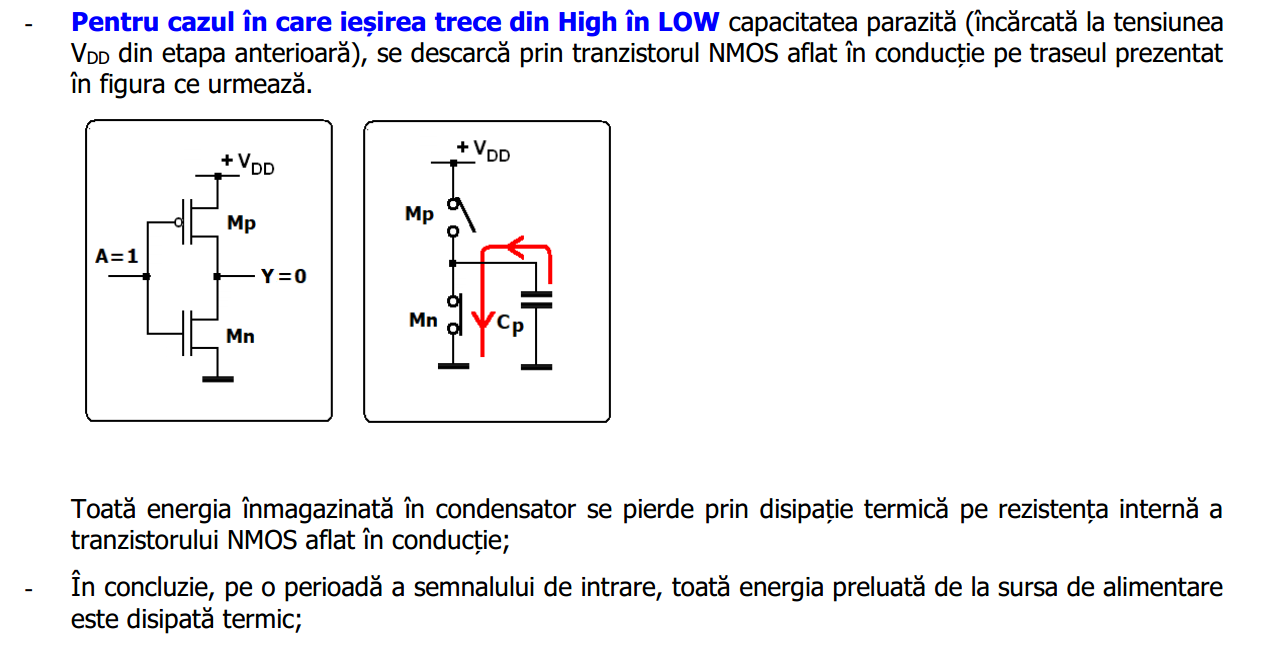 - Pentru cazul în care ieșirea trece din High în LOW capacitatea parazită (încărcată la tensiunea
VDD din etapa anterioară), se descarcă prin tranzistorul NMOS aflat în conducție pe traseul prezentat
în figura ce urmează.
+ VDD
Mp
A=1
Y=0
Mn
+ VDD
Mp
Mn
Cp
Toată energia înmagazinată în condensator se pierde prin disipație termică pe rezistența internă a
tranzistorului NMOS aflat în conducție;
- În concluzie, pe o perioadă a semnalului de intrare, toată energia preluată de la sursa de alimentare
este disipată termic;